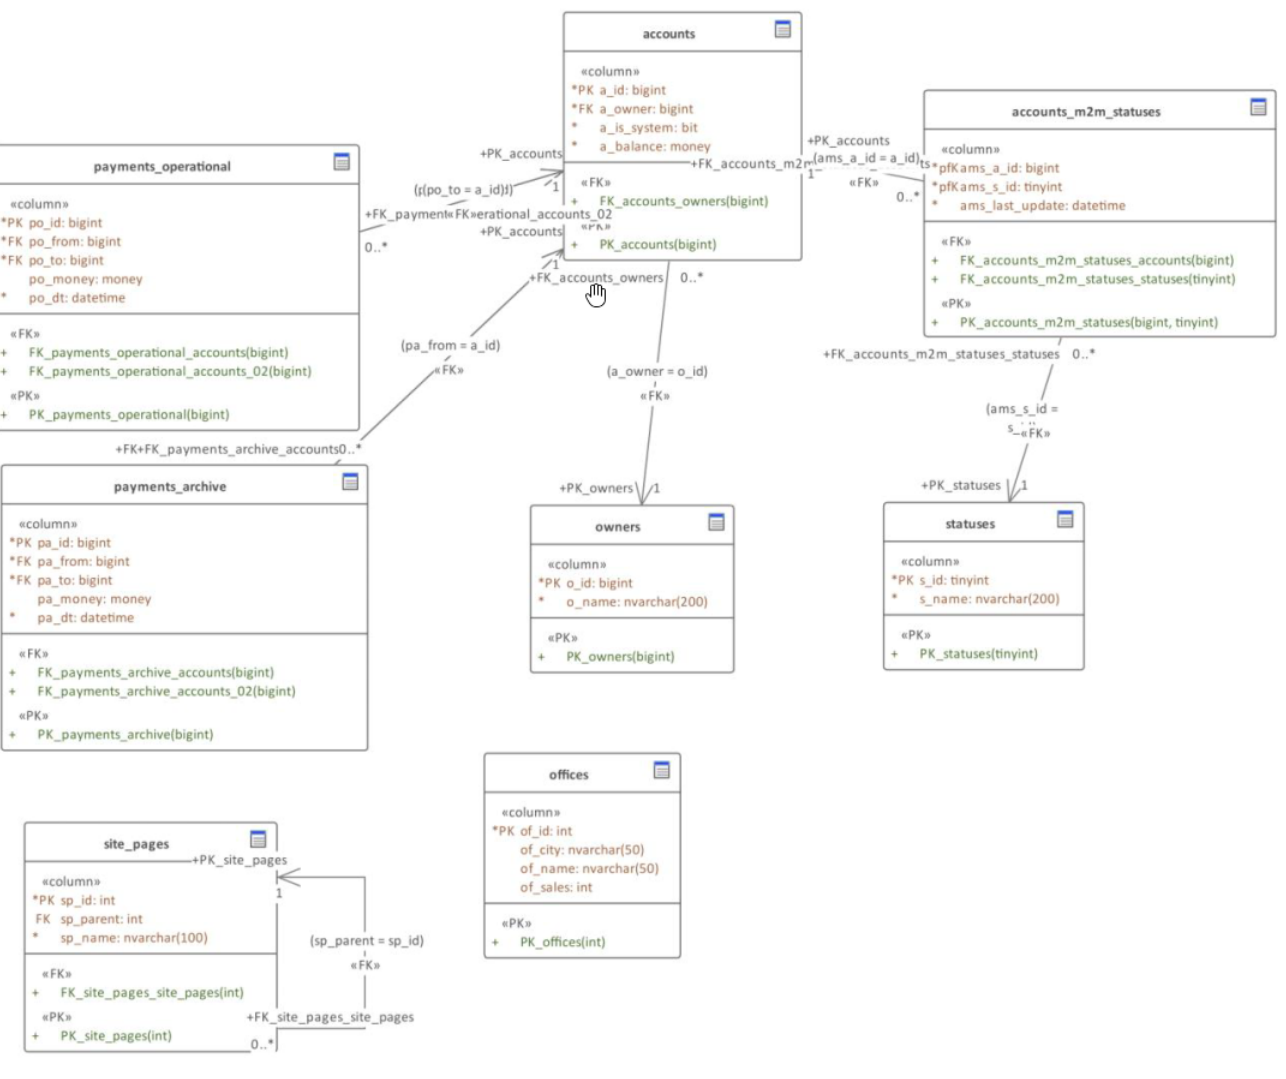 accounts
«column»
*PK a_id: bigint
*FK a_owner: bigint
* a_is_system: bit
* a_balance: money
«FK»
+ FK_accounts_owners(bigint)
«PK»
+ PK_accounts(bigint)
accounts_m2m_statuses
«column»
*pfK ams_a_id: bigint
*pfK ams_s_id: tinyint
* ams_last_update: datetime
«FK»
+ FK_accounts_m2m_statuses_accounts(bigint)
+ FK_accounts_m2m_statuses_statuses(tinyint)
«PK»
+ PK_accounts_m2m_statuses(bigint, tinyint)
+PK_accounts
+FK_accounts_m2m
(ams_a_id = a_id)
ts
1
«FK»
0..*
payments_operational
«column»
*PK po_id: bigint
*FK po_from: bigint
*FK po_to: bigint
po_money: money
* po_dt: datetime
«FK»
+ FK_payments_operational_accounts(bigint)
+ FK_payments_operational_accounts_02(bigint)
«PK»
+ PK_payments_operational(bigint)
+PK_accounts
(po_to = a_id)
1
+FK_payment
«FK»
erational_accounts_02
0..*
+PK_accounts
1
+FK_accounts_owners
0..*
(pa_from = a_id)
«FK»
+FK+FK_payments_archive_accounts
0..*
(a_owner = o_id)
«FK»
+PK_owners
1
+FK_accounts_m2m_statuses_statuses
0..*
(ams_s_id =
«FK»
+PK_statuses
1
payments_archive
«column»
*PK pa_id: bigint
*FK pa_from: bigint
*FK pa_to: bigint
pa_money: money
* pa_dt: datetime
«FK»
+ FK_payments_archive_accounts(bigint)
+ FK_payments_archive_accounts_02(bigint)
«PK»
+ PK_payments_archive(bigint)
owners
«column»
*PK o_id: bigint
* o_name: nvarchar(200)
«PK»
+ PK_owners(bigint)
statuses
«column»
*PK s_id: tinyint
* s_name: nvarchar(200)
«PK»
+ PK_statuses(tinyint)
offices
«column»
*PK of_id: int
of_city: nvarchar(50)
of_name: nvarchar(50)
of_sales: int
«PK»
+ PK_offices(int)
site_pages
+PK_site_pages
«column»
1
*PK sp_id: int
FK sp_parent: int
* sp_name: nvarchar(100)
«FK»
+ FK_site_pages_site_pages(int)
«PK»
+ PK_site_pages(int)
(sp_parent = sp_id)
«FK»
+FK_site_pages_site_pages
0..*